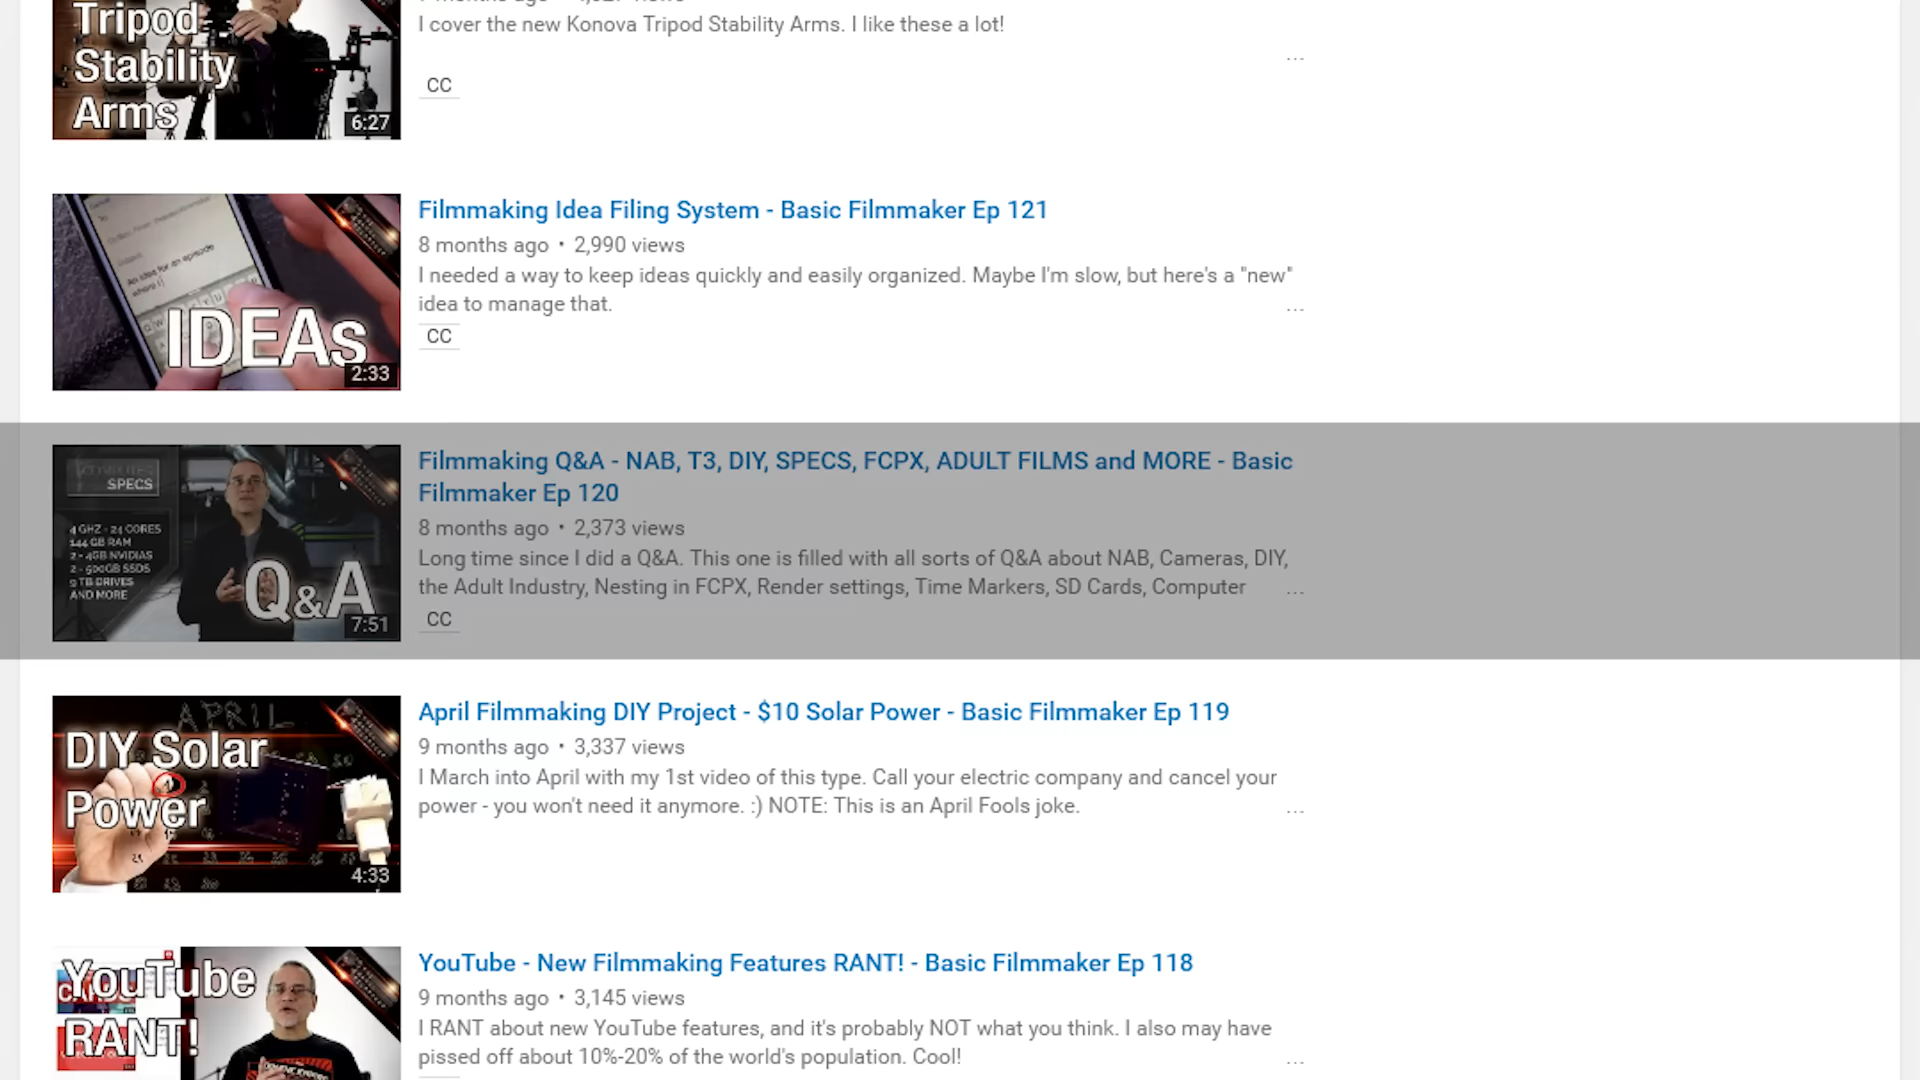 Tripod
Stability
Arms
6:27
I cover the new Konova Tripod Stability Arms. I like these a lot!
...
CC
IDEAs
2:33
Filmmaking Idea Filing System - Basic Filmmaker Ep 121
8 months ago • 2,990 views
I needed a way to keep ideas quickly and easily organized. Maybe I'm slow, but here's a "new"
idea to manage that.
...
CC
COMPUTER
SPECS
4 GHZ - 24 CORES
144 GB RAM
2 - 4GB NVIDIAS
2 - 500GB SSDS
9 TB DRIVES
AND MORE
Q&A
7:51
Filmmaking Q&A - NAB, T3, DIY, SPECS, FCPX, ADULT FILMS and MORE - Basic
Filmmaker Ep 120
8 months ago • 2,373 views
Long time since I did a Q&A. This one is filled with all sorts of Q&A about NAB, Cameras, DIY,
the Adult Industry, Nesting in FCPX, Render settings, Time Markers, SD Cards, Computer
...
CC
APRIL
DIY Solar
Power
4:33
April Filmmaking DIY Project - $10 Solar Power - Basic Filmmaker Ep 119
9 months ago • 3,337 views
I March into April with my 1st video of this type. Call your electric company and cancel your
power - you won't need it anymore. :) NOTE: This is an April Fools joke.
...
YouTube
RANT!
YouTube - New Filmmaking Features RANT! - Basic Filmmaker Ep 118
9 months ago • 3,145 views
I RANT about new YouTube features, and it's probably NOT what you think. I also may have
pissed off about 10%-20% of the world's population. Cool!
...